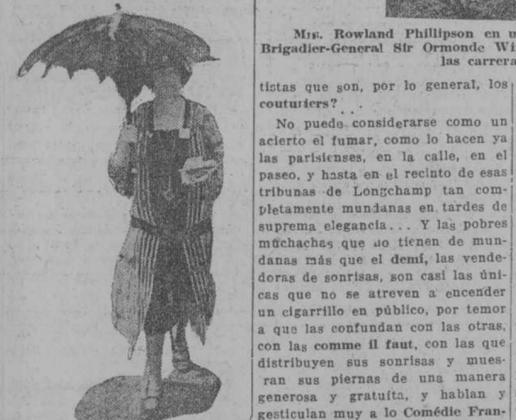 Mrs. Rowland Phillipson en u
Brigadier-General Sir Ormonde Wi
las carrera
tistas que son, por lo general, los
couturiers?
No puede considerarse como un
acierto el fumar, como lo hacen ya
las parisienses, en la calle, en el
paseo, y hasta en el recinto de esas
tribunas de Longchamp tan com-
pletamente mundanas en tardes de
suprema elegancia... Y las pobres
muchachas que no tienen de mun-
danas más que el demí, las vende-
doras de sonrisas, son casi las úni-
cas que no se atreven a encender
un cigarrillo en público, por temor
a que las confundan con las otras,
con las comme il faut, con las que
distribuyen sus sonrisas y mues-
ran sus piernas de una manera
generosa y gratuíta, y hablan y
gesticulan muy a lo Comédie Fran-